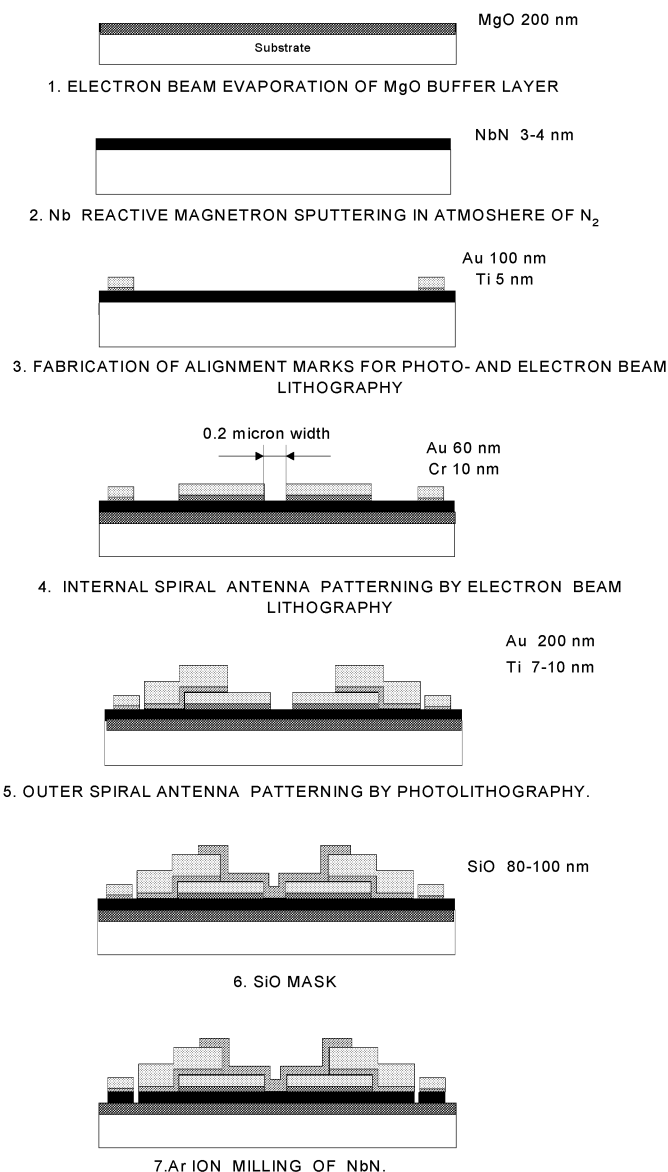 MgO 200 nm
Substrate
1. ELECTRON BEAM EVAPORATION OF MgO BUFFER LAYER
NbN 3-4 nm
2. Nb REACTIVE MAGNETRON SPUTTERING IN ATMOSHERE OF N2
Au 100 nm
Ti 5 nm
3. FABRICATION OF ALIGNMENT MARKS FOR PHOTO- AND ELECTRON BEAM
LITHOGRAPHY
0.2 micron width
Au 60 nm
Cr 10 nm
4. INTERNAL SPIRAL ANTENNA PATTERNING BY ELECTRON BEAM
LITHOGRAPHY
Au 200 nm
Ti 7-10 nm
5. OUTER SPIRAL ANTENNA PATTERNING BY PHOTOLITHOGRAPHY.
SiO 80-100 nm
6. SiO MASK
7.Ar ION MILLING OF NbN.